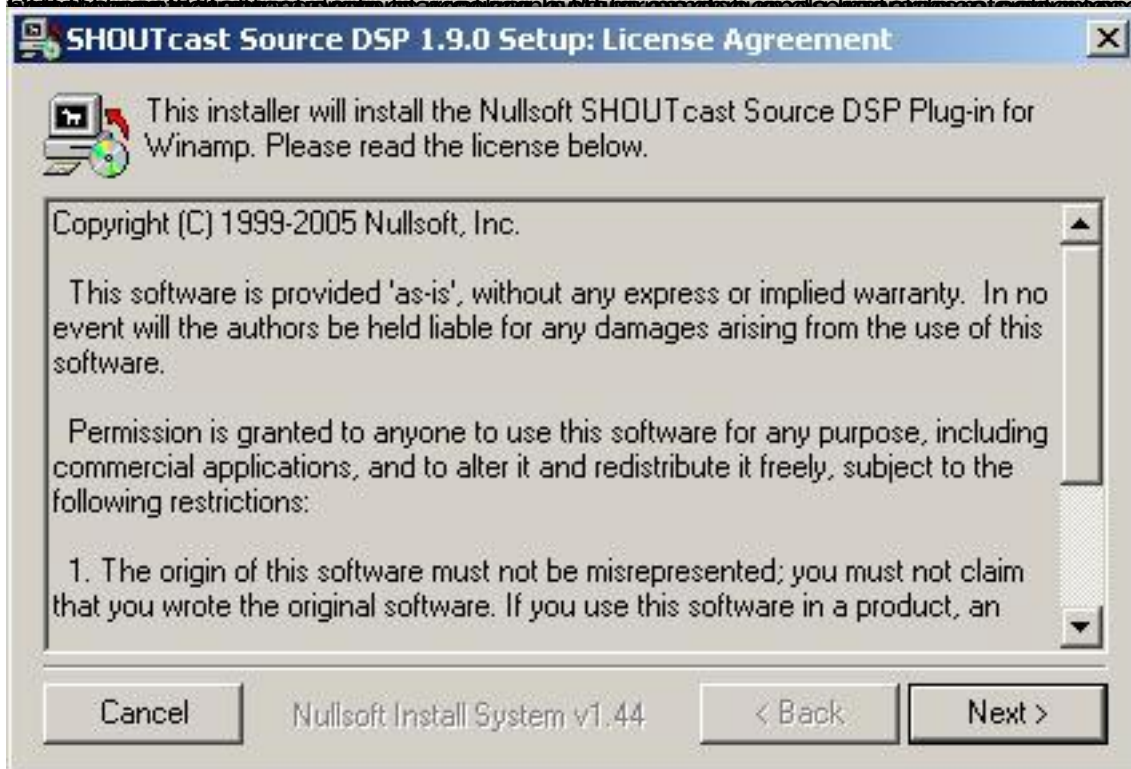 SHOUTcast Source DSP 1.9.0 Setup: License Agreement
This installer will install the Nullsoft SHOUTcast Source DSP Plug-in for
Winamp. Please read the license below.
Copyright (C) 1999-2005 Nullsoft, Inc.
This software is provided 'as-is', without any express or implied warranty.  In no
event will the authors be held liable for any damages arising from the use of this
software.
Permission is granted to anyone to use this software for any purpose, including
commercial applications, and to alter it and redistribute it freely, subject to the
following restrictions:
1. The origin of this software must not be misrepresented; you must not claim
that you wrote the original software. If you use this software in a product, an
Cancel
Nullsoft Install System v1.44
< Back
Next >